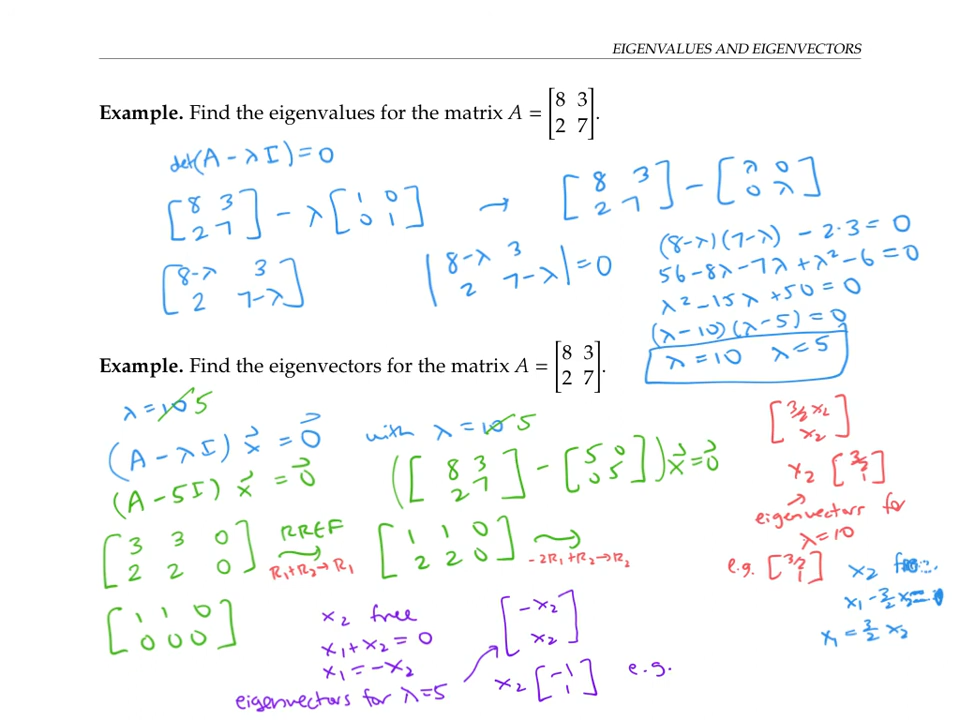 EIGENVALUES AND EIGENVECTORS
Example. Find the eigenvalues for the matrix A = [8 3; 2 7].
det(A - λI) = 0
[8 3; 2 7] - λ[1 0; 0 1] → [8 3; 2 7] - [λ 0; 0 λ]
[8-λ 3; 2 7-λ] |8-λ 3; 2 7-λ| = 0
(8-λ)(7-λ) - 2·3 = 0
56 - 8λ - 7λ + λ² - 6 = 0
λ² - 15λ + 50 = 0
(λ-10)(λ-5) = 0
λ = 10 λ = 5
Example. Find the eigenvectors for the matrix A = [8 3; 2 7].
λ = 10 5
(A - λI) x⃗ = 0⃗ with λ = 10 5
(A - 5I) x⃗ = 0⃗ ([8 3; 2 7] - [5 0; 0 5]) x⃗ = 0⃗
[3 3 0; 2 2 0] RREF [1 1 0; 2 2 0]
R₁+R₂→R₁ -2R₁+R₂→R₂
[1 1 0; 0 0 0]
x₂ free
x₁ + x₂ = 0
x₁ = -x₂
eigenvectors for λ=5
[-x₂; x₂]
x₂ [-1; 1] e.g.
[3/2 x₂; x₂]
x₂ [3/2; 1]
eigenvectors for
λ = 10
e.g. [3/2; 1]
x₂
x₁ - 3/2 x₂ = 0
x₁ = 3/2 x₂